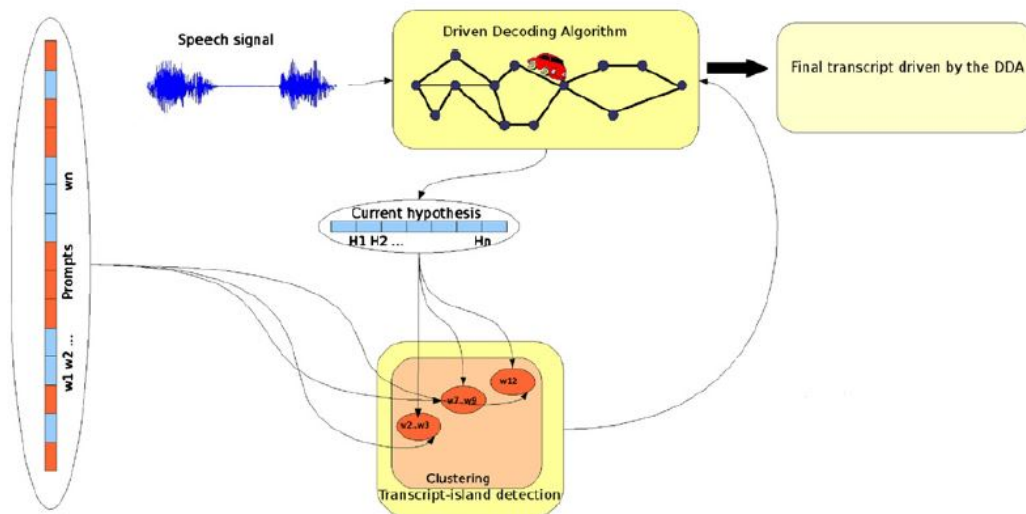 Speech signal
Driven Decoding Algorithm
Final transcript driven by the DDA
Current hypothesis
H1 H2 ... Hn
w1 w2 ... Prompts wn
w12
w7..w9
w2..w3
Clustering
Transcript-island detection